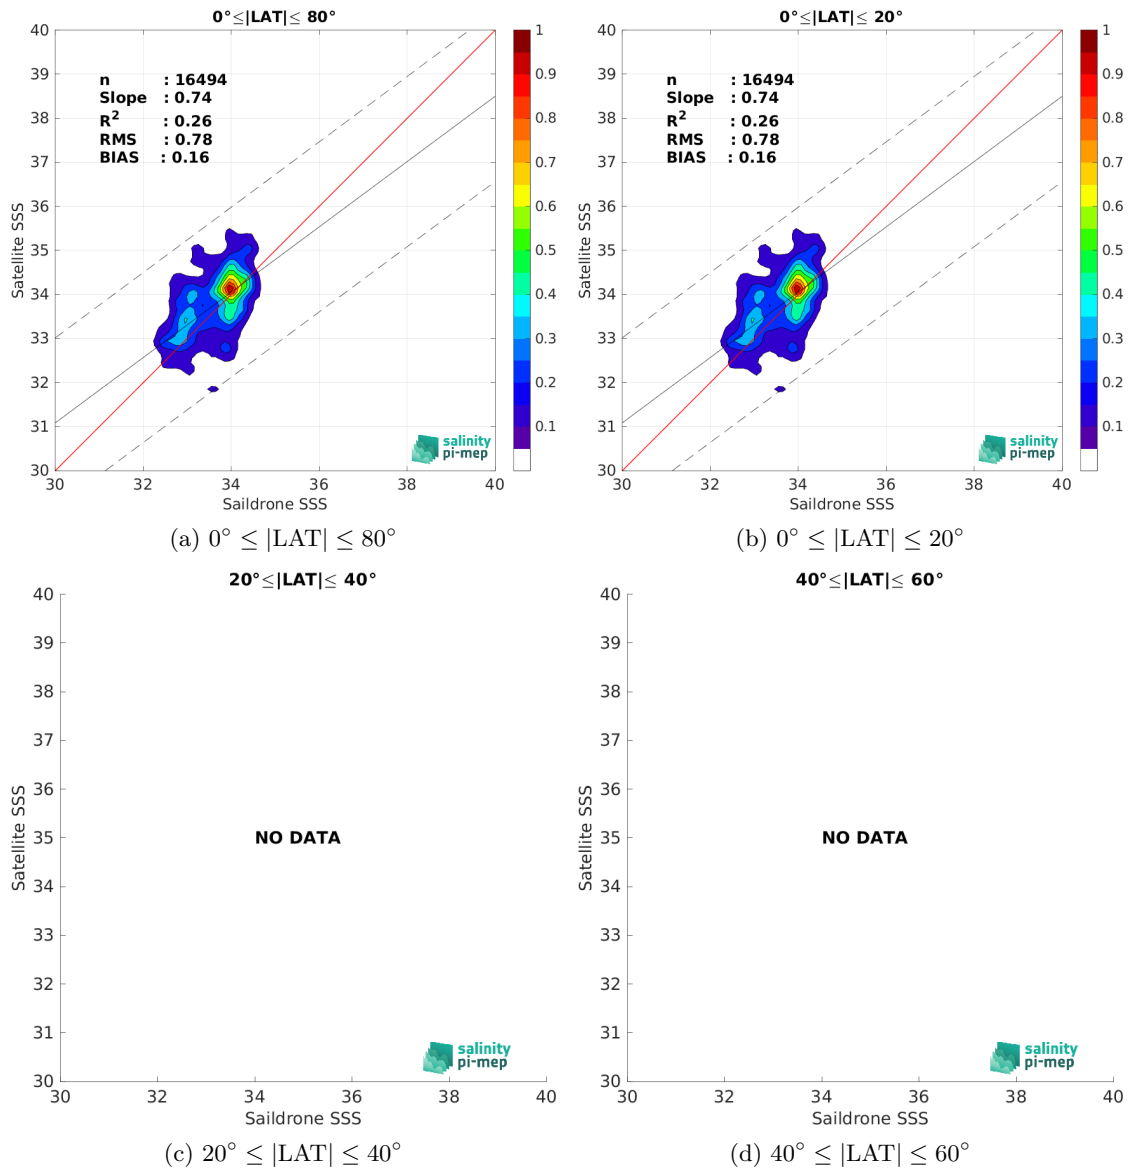 0°≤|LAT|≤ 80°
40
39
38
37
36
35
34
33
32
31
30
Satellite SSS
n : 16494
Slope : 0.74
R² : 0.26
RMS : 0.78
BIAS : 0.16
salinity
pi-mep
30 32 34 36 38 40
Saildrone SSS
1
0.9
0.8
0.7
0.6
0.5
0.4
0.3
0.2
0.1
(a) 0° ≤ |LAT| ≤ 80°
0°≤|LAT|≤ 20°
40
39
38
37
36
35
34
33
32
31
30
Satellite SSS
n : 16494
Slope : 0.74
R² : 0.26
RMS : 0.78
BIAS : 0.16
salinity
pi-mep
30 32 34 36 38 40
Saildrone SSS
1
0.9
0.8
0.7
0.6
0.5
0.4
0.3
0.2
0.1
(b) 0° ≤ |LAT| ≤ 20°
20°≤|LAT|≤ 40°
40
39
38
37
36
35
34
33
32
31
30
Satellite SSS
NO DATA
salinity
pi-mep
30 32 34 36 38 40
Saildrone SSS
(c) 20° ≤ |LAT| ≤ 40°
40°≤|LAT|≤ 60°
40
39
38
37
36
35
34
33
32
31
30
Satellite SSS
NO DATA
salinity
pi-mep
30 32 34 36 38 40
Saildrone SSS
(d) 40° ≤ |LAT| ≤ 60°